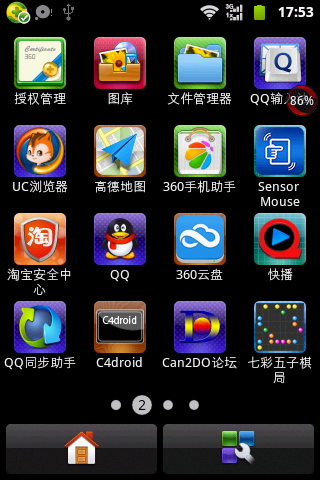 3G
17:53
Certificate
360
Q
授权管理
图库
文件管理器
QQ输入
86%
UC浏览器
高德地图
360手机助手
Sensor
Mouse
淘
淘宝安全中
心
QQ
360云盘
快播
C4droid
D
QQ同步助手
C4droid
Can2DO论坛
七彩五子棋
局
2